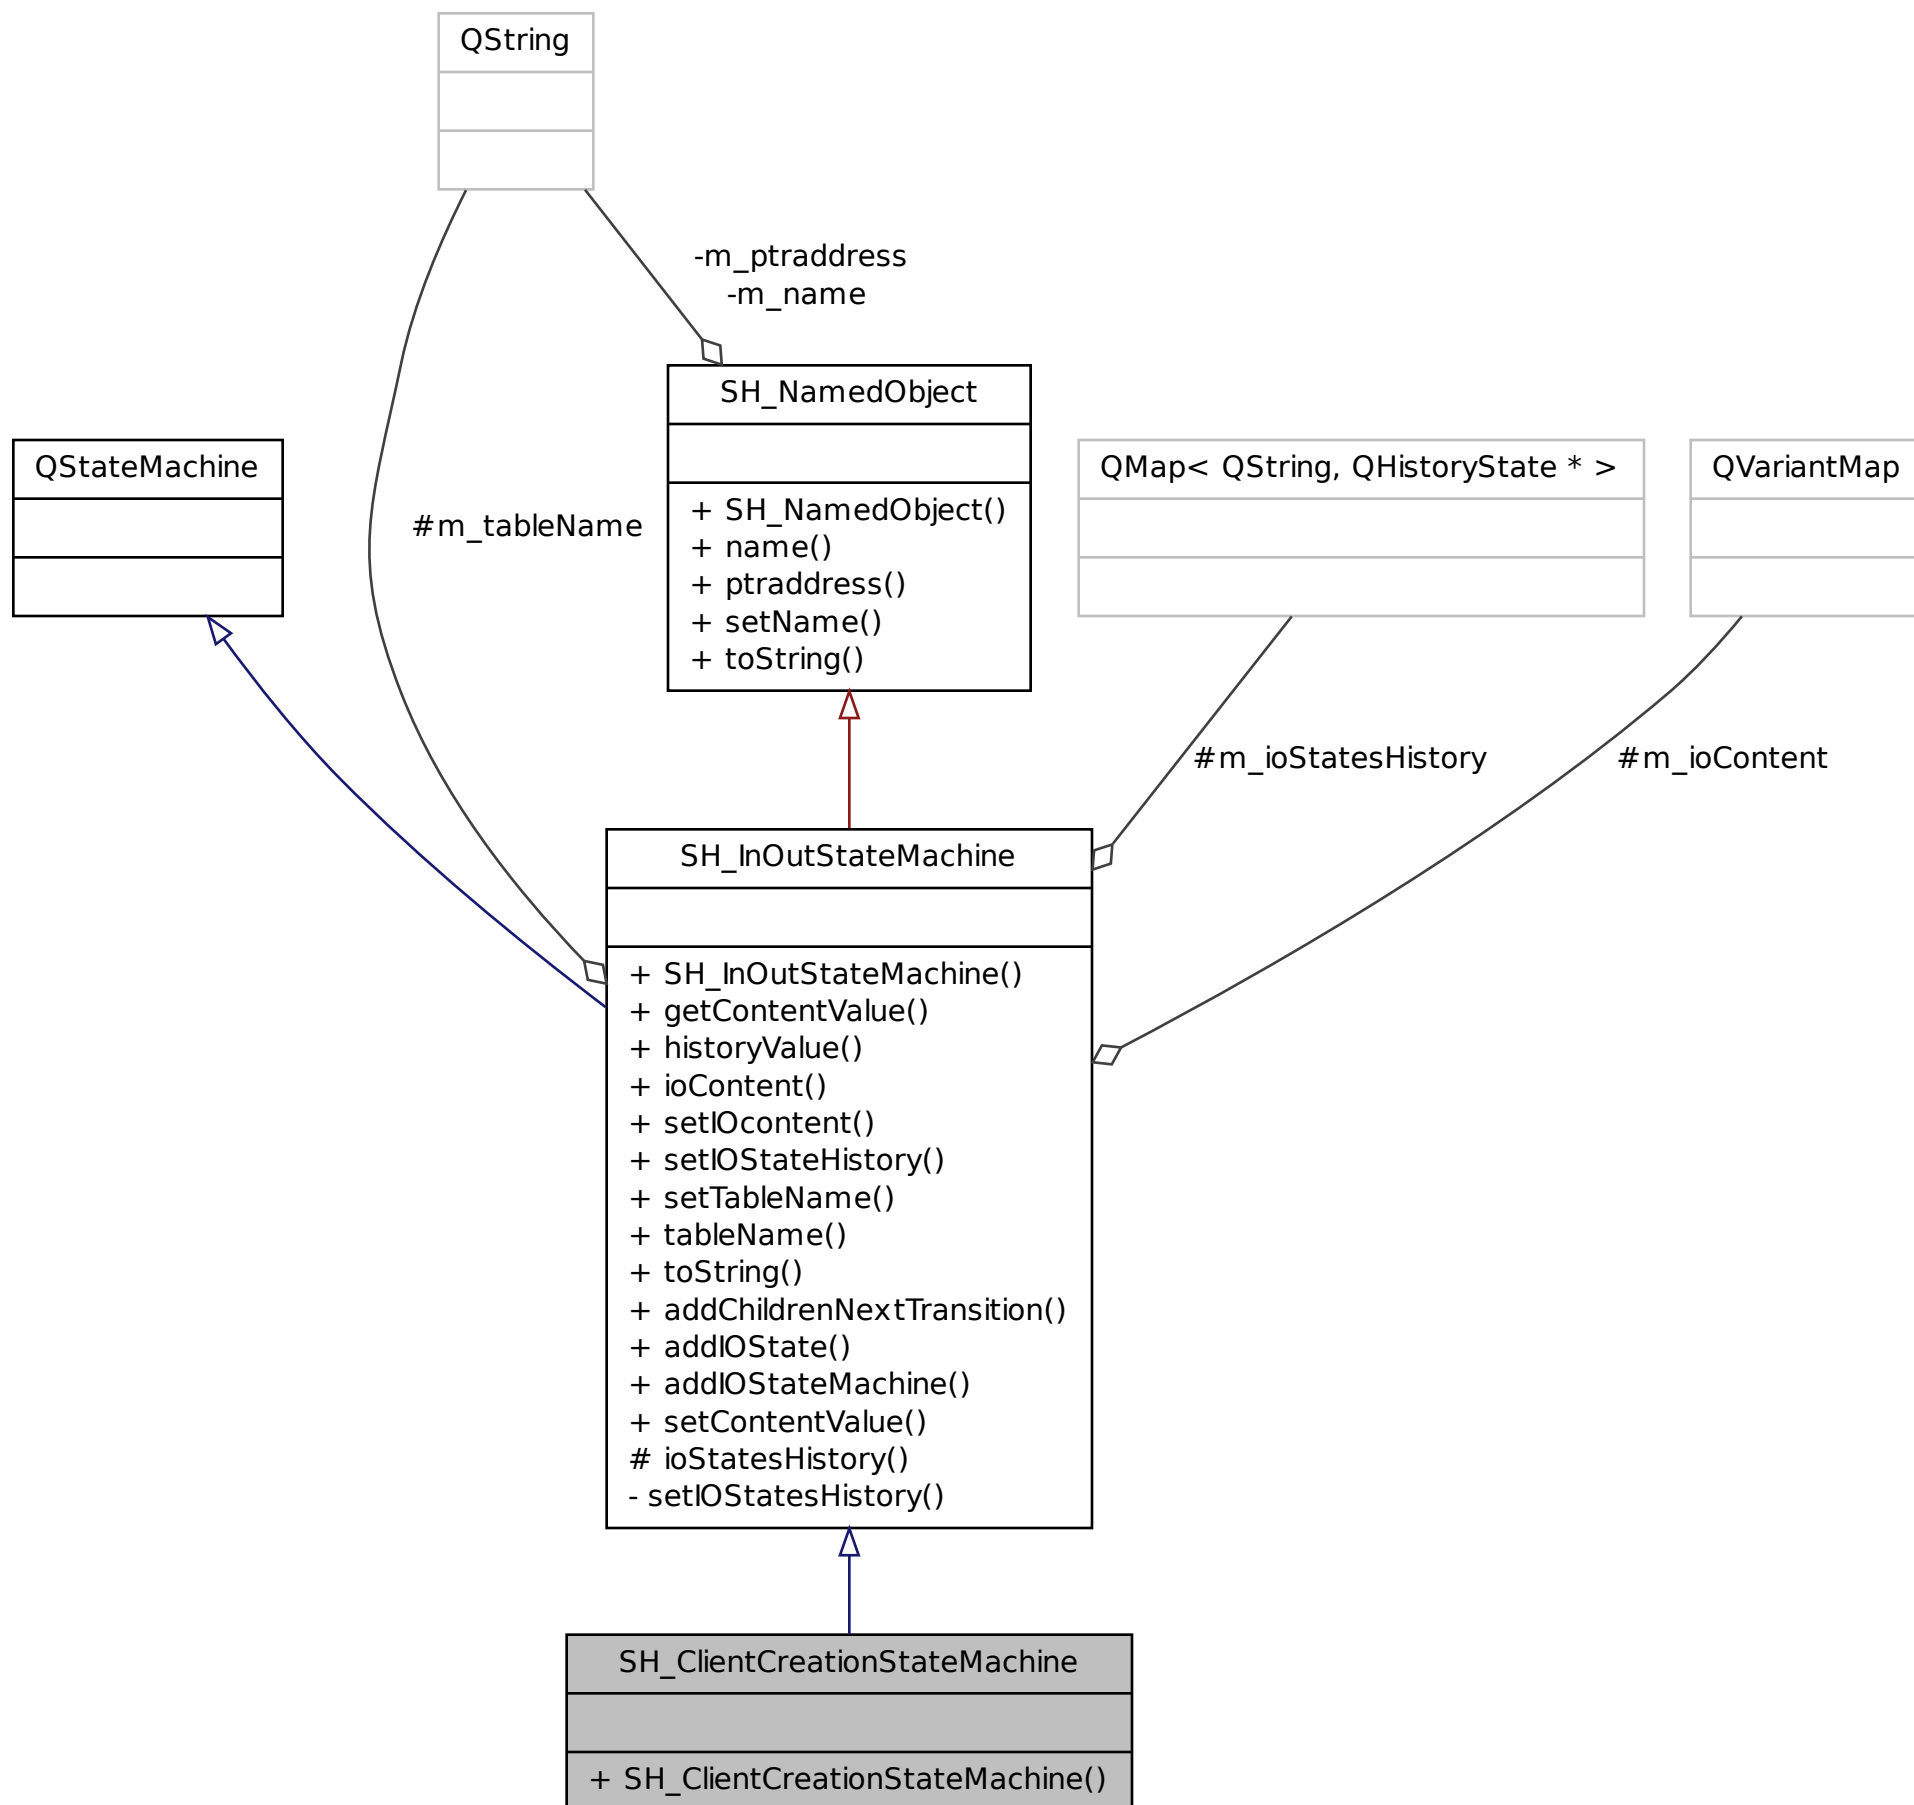 QString
-m_ptraddress
-m_name
SH_NamedObject
+ SH_NamedObject()
+ name()
+ ptraddress()
+ setName()
+ toString()
QStateMachine
#m_tableName
QMap< QString, QHistoryState * >
QVariantMap
#m_ioStatesHistory
#m_ioContent
SH_InOutStateMachine
+ SH_InOutStateMachine()
+ getContentValue()
+ historyValue()
+ ioContent()
+ setIOcontent()
+ setIOStateHistory()
+ setTableName()
+ tableName()
+ toString()
+ addChildrenNextTransition()
+ addIOState()
+ addIOStateMachine()
+ setContentValue()
# ioStatesHistory()
- setIOStatesHistory()
SH_ClientCreationStateMachine
+ SH_ClientCreationStateMachine()